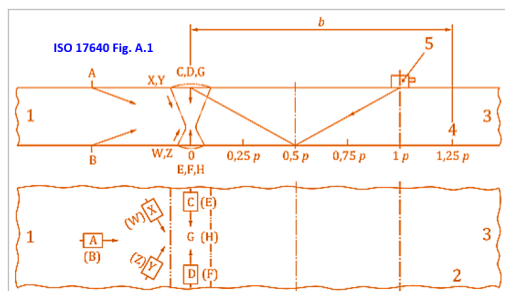 b
ISO 17640 Fig. A.1
5
A
X,Y
C,D,G
1
4
3
B
W,Z
0
0,25 p
0,5 p
0,75 p
1 p
1,25 p
E,F,H
(W) X
C (E)
1
A
G (H)
3
(B)
(Z) Y
D (F)
2